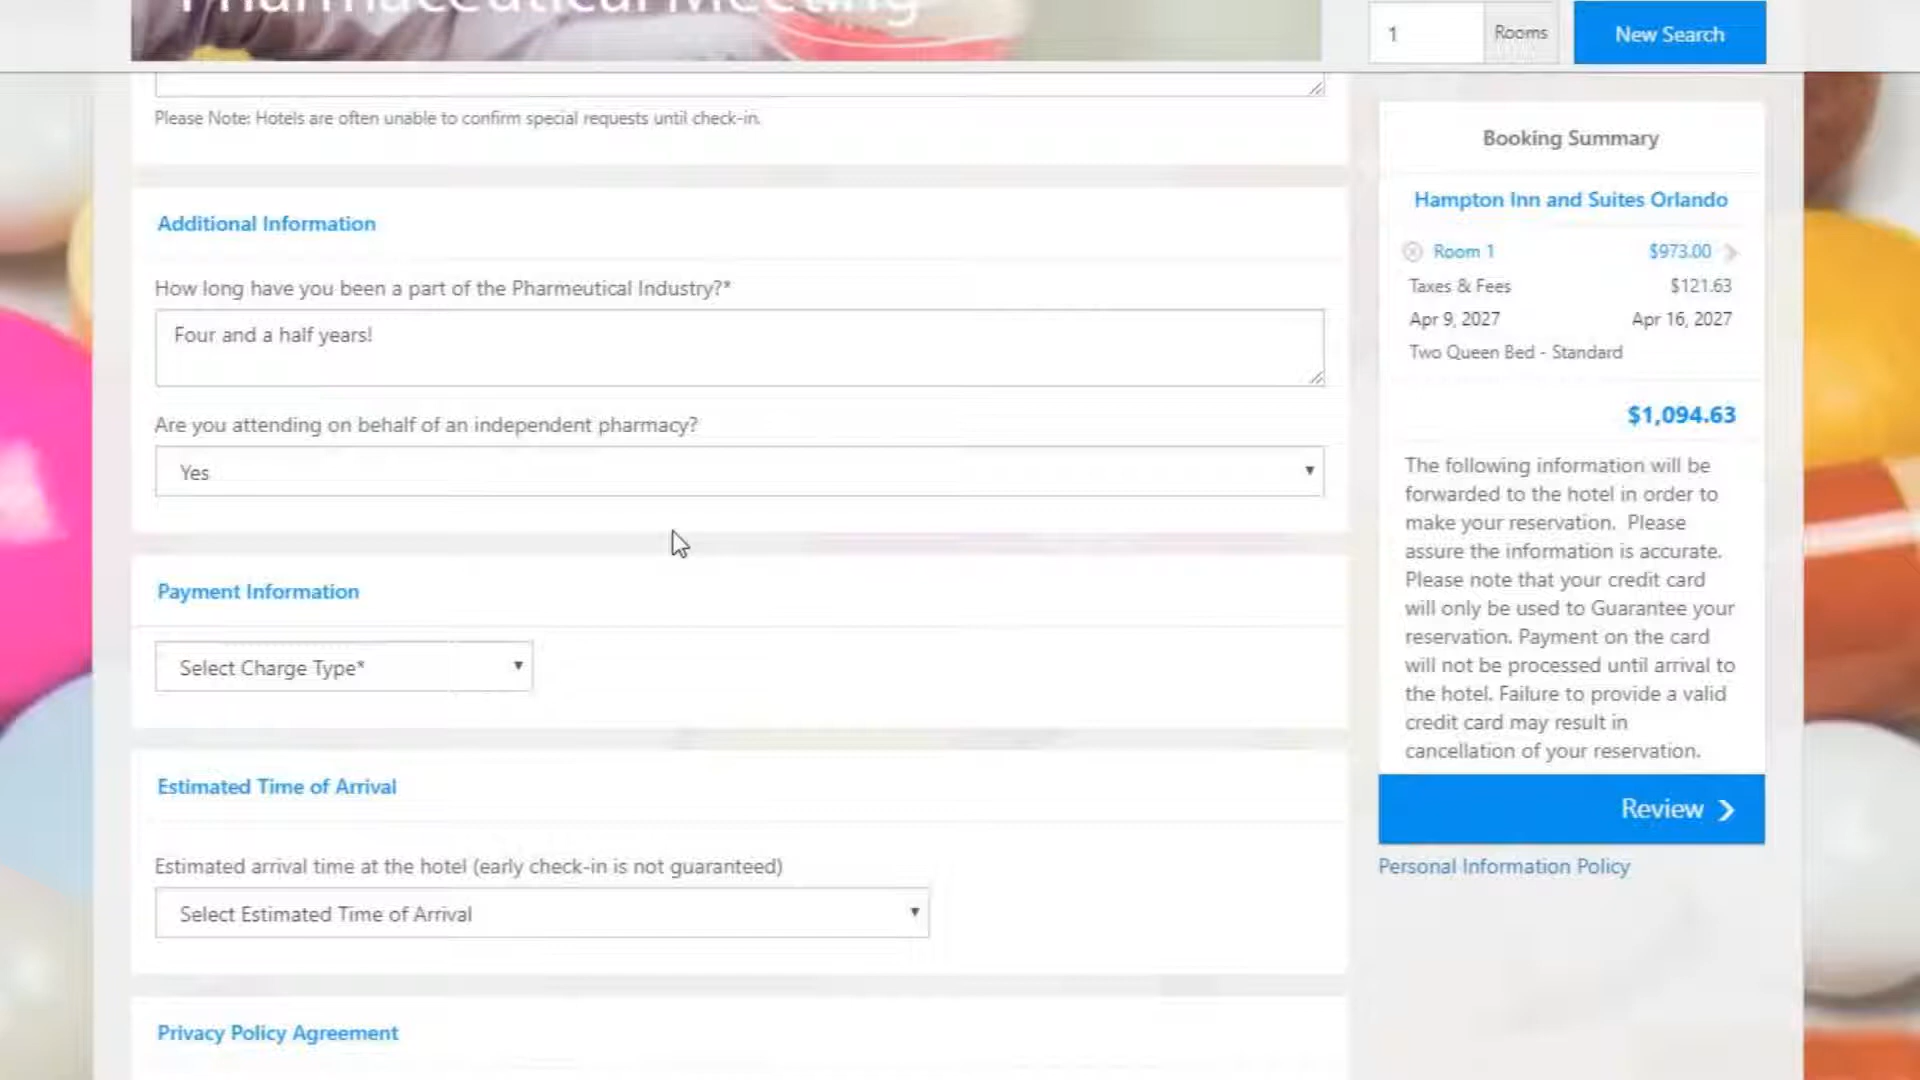 Pharmaceutical Meeting
1 Rooms New Search
Please Note: Hotels are often unable to confirm special requests until check-in.
Additional Information
How long have you been a part of the Pharmeutical Industry?*
Four and a half years!
Are you attending on behalf of an independent pharmacy?
Yes
Payment Information
Select Charge Type*
Estimated Time of Arrival
Estimated arrival time at the hotel (early check-in is not guaranteed)
Select Estimated Time of Arrival
Privacy Policy Agreement
Booking Summary
Hampton Inn and Suites Orlando
Room 1 $973.00
Taxes & Fees $121.63
Apr 9, 2027 Apr 16, 2027
Two Queen Bed - Standard
$1,094.63
The following information will be
forwarded to the hotel in order to
make your reservation. Please
assure the information is accurate.
Please note that your credit card
will only be used to Guarantee your
reservation. Payment on the card
will not be processed until arrival to
the hotel. Failure to provide a valid
credit card may result in
cancellation of your reservation.
Review
Personal Information Policy